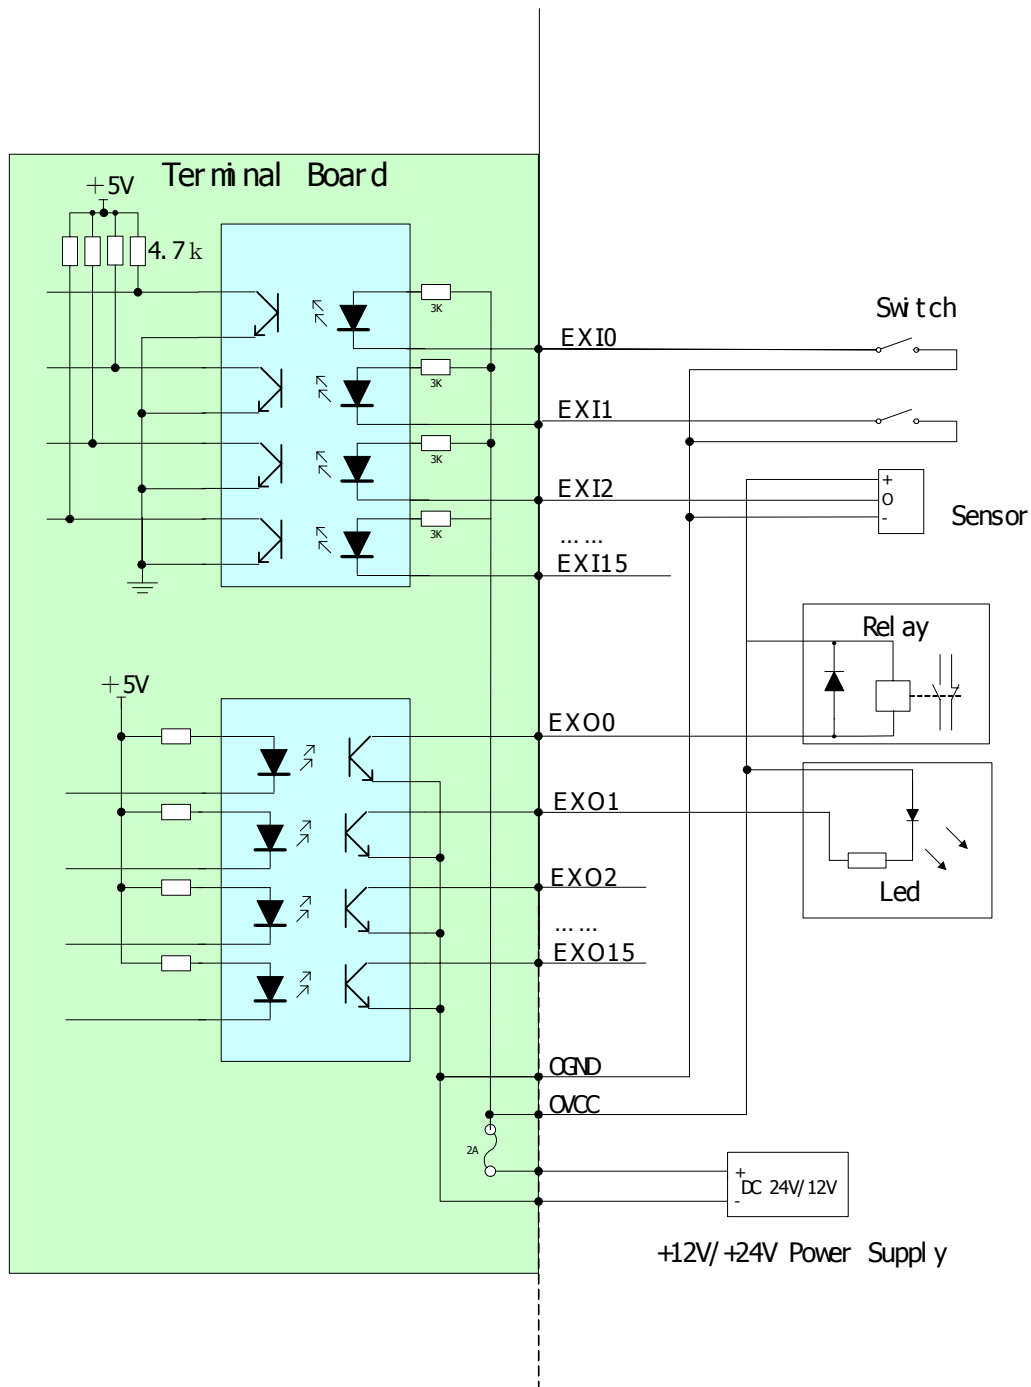 Terminal Board
+5V
4.7k
3K
EXI0
Switch
3K
EXI1
3K
EXI2
+
O
-
Sensor
3K
... ...
EXI15
Relay
+5V
EXO0
EXO1
EXO2
Led
... ...
EXO15
OGND
OVCC
2A
+
DC 24V/12V
-
+12V/+24V Power Supply